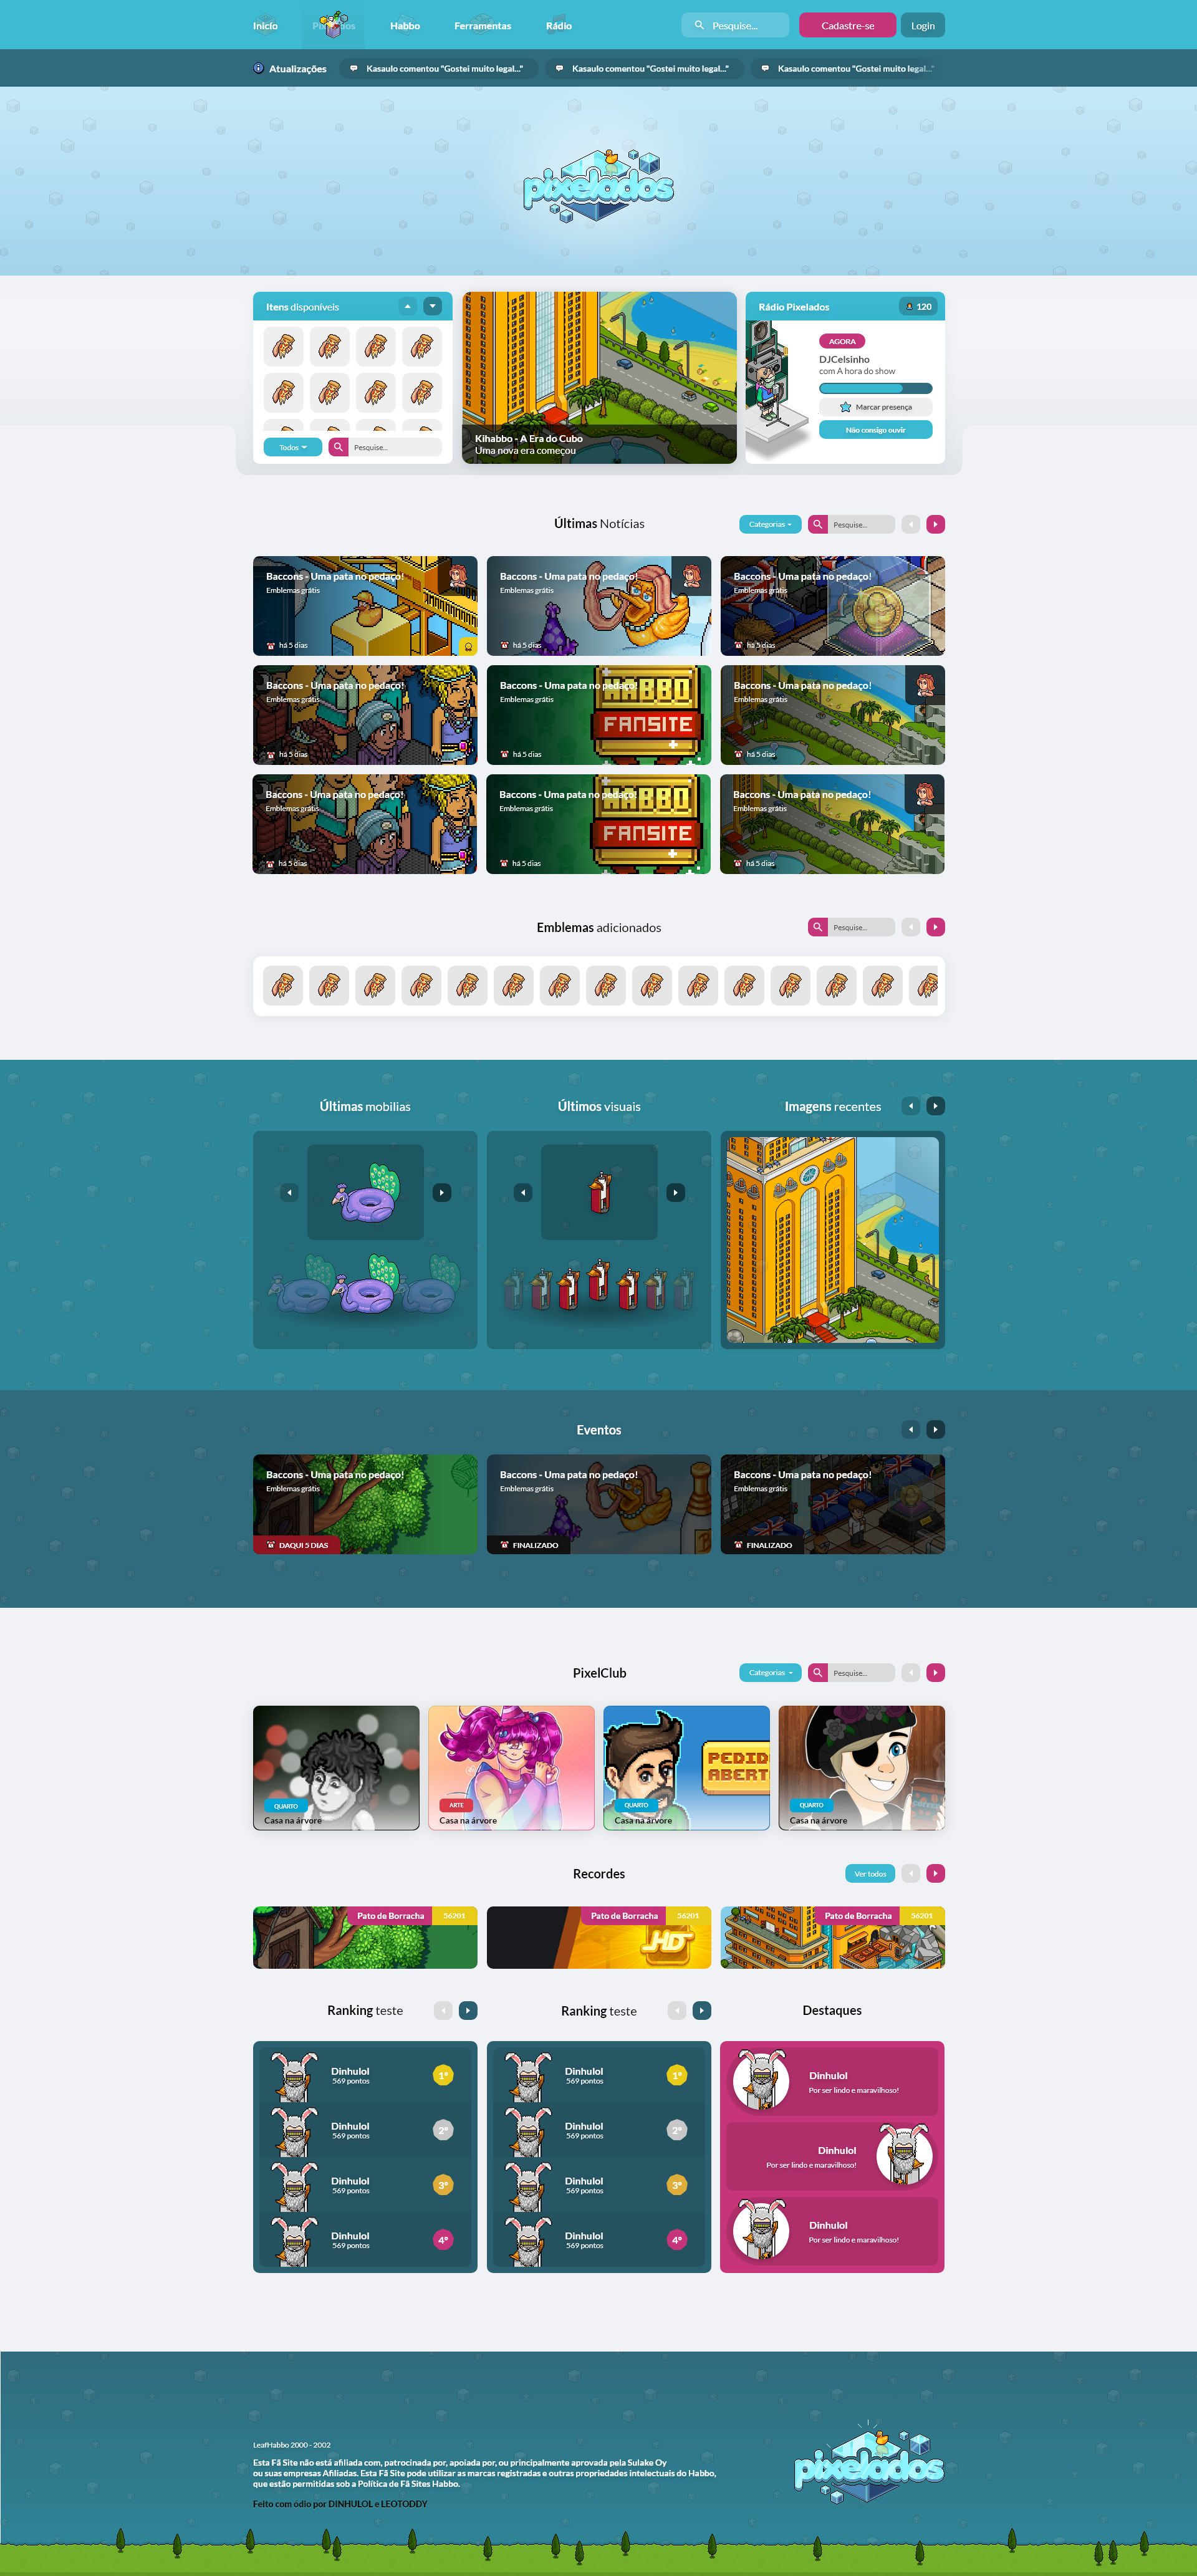 Início
Habbo
Ferramentas
Rádio
Pesquise...
Cadastre-se
Login
Atualizações
Kasaulo comentou "Gostei muito legal..."
Kasaulo comentou "Gostei muito legal..."
Kasaulo comentou "Gostei muito legal..."
pixelados
Itens disponíveis
Todos
Pesquise...
Kihabbo - A Era do Cubo
Uma nova era começou
Rádio Pixelados
120
AGORA
DJCelsinho
com A hora do show
Marcar presença
Não consigo ouvir
Últimas Notícias
Categorias
Pesquise...
Baccons - Uma pata no pedaço!
Emblemas grátis
há 5 dias
Baccons - Uma pata no pedaço!
Emblemas grátis
há 5 dias
Baccons - Uma pata no pedaço!
Emblemas grátis
há 5 dias
Baccons - Uma pata no pedaço!
Emblemas grátis
há 5 dias
Baccons - Uma pata no pedaço!
Emblemas grátis
FANSITE
há 5 dias
Baccons - Uma pata no pedaço!
Emblemas grátis
há 5 dias
Baccons - Uma pata no pedaço!
Emblemas grátis
há 5 dias
Baccons - Uma pata no pedaço!
Emblemas grátis
FANSITE
há 5 dias
Baccons - Uma pata no pedaço!
Emblemas grátis
há 5 dias
Emblemas adicionados
Pesquise...
Últimas mobilias
Últimos visuais
Imagens recentes
Eventos
Baccons - Uma pata no pedaço!
Emblemas grátis
DAQUI 5 DIAS
Baccons - Uma pata no pedaço!
Emblemas grátis
FINALIZADO
Baccons - Uma pata no pedaço!
Emblemas grátis
FINALIZADO
PixelClub
Categorias
Pesquise...
QUARTO
Casa na árvore
ARTE
Casa na árvore
PEDID
ABERT
QUARTO
Casa na árvore
QUARTO
Casa na árvore
Recordes
Ver todos
Pato de Borracha
56201
Pato de Borracha
56201
HD
Pato de Borracha
56201
Ranking teste
Dinhulol
569 pontos
1º
Dinhulol
569 pontos
2º
Dinhulol
569 pontos
3º
Dinhulol
569 pontos
4º
Ranking teste
Dinhulol
569 pontos
1º
Dinhulol
569 pontos
2º
Dinhulol
569 pontos
3º
Dinhulol
569 pontos
4º
Destaques
Dinhulol
Por ser lindo e maravilhoso!
Dinhulol
Por ser lindo e maravilhoso!
Dinhulol
Por ser lindo e maravilhoso!
LeafHabbo 2000 - 2002
Esta Fã Site não está afiliada com, patrocinada por, apoiada por, ou principalmente aprovada pela Sulake Oy
ou suas empresas Afiliadas. Esta Fã Site pode utilizar as marcas registradas e outras propriedades intelectuais do Habbo,
que estão permitidas sob a Política de Fã Sites Habbo.
Feito com ódio por DINHULOL e LEOTODDY
pixelados